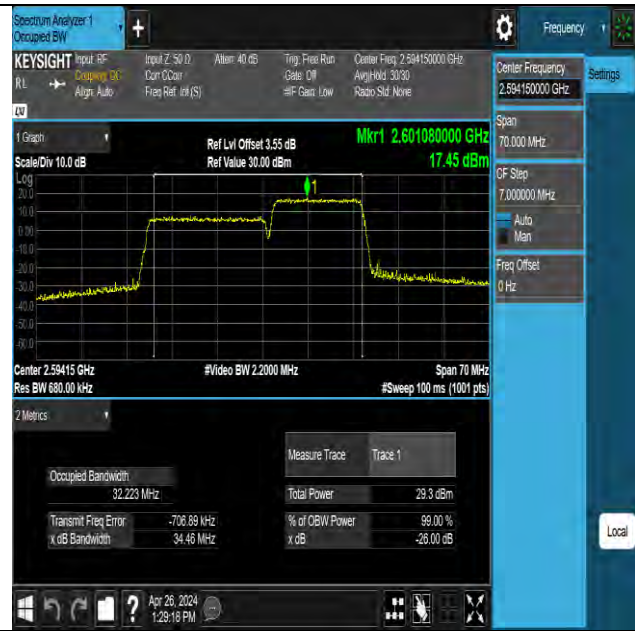 Spectrum Analyzer 1
Occupied BW
+
Frequency
KEYSIGHT
RL
Input: RF
Coupling: DC
Align: Auto
Input Z: 50 Ω
Corr CCorr
Freq Ref: Int (S)
Atten: 40 dB
Trig: Free Run
Gate: Off
#IF Gain: Low
Center Freq: 2.594150000 GHz
Avg|Hold: 30/30
Radio Std: None
Center Frequency
2.594150000 GHz
Settings
Span
70.000 MHz
CF Step
7.000000 MHz
Auto
Man
Freq Offset
0 Hz
1 Graph
Scale/Div 10.0 dB
Ref Lvl Offset 3.55 dB
Ref Value 30.00 dBm
Mkr1 2.601080000 GHz
17.45 dBm
Log
20.0
10.0
0.00
-10.0
-20.0
-30.0
-40.0
-50.0
-60.0
1
Center 2.59415 GHz
Res BW 680.00 kHz
#Video BW 2.2000 MHz
Span 70 MHz
#Sweep 100 ms (1001 pts)
2 Metrics
Measure Trace
Trace 1
Occupied Bandwidth
32.223 MHz
Total Power
29.3 dBm
Transmit Freq Error
-706.89 kHz
% of OBW Power
99.00 %
x dB Bandwidth
34.46 MHz
x dB
-26.00 dB
Local
?
Apr 26, 2024
1:29:18 PM